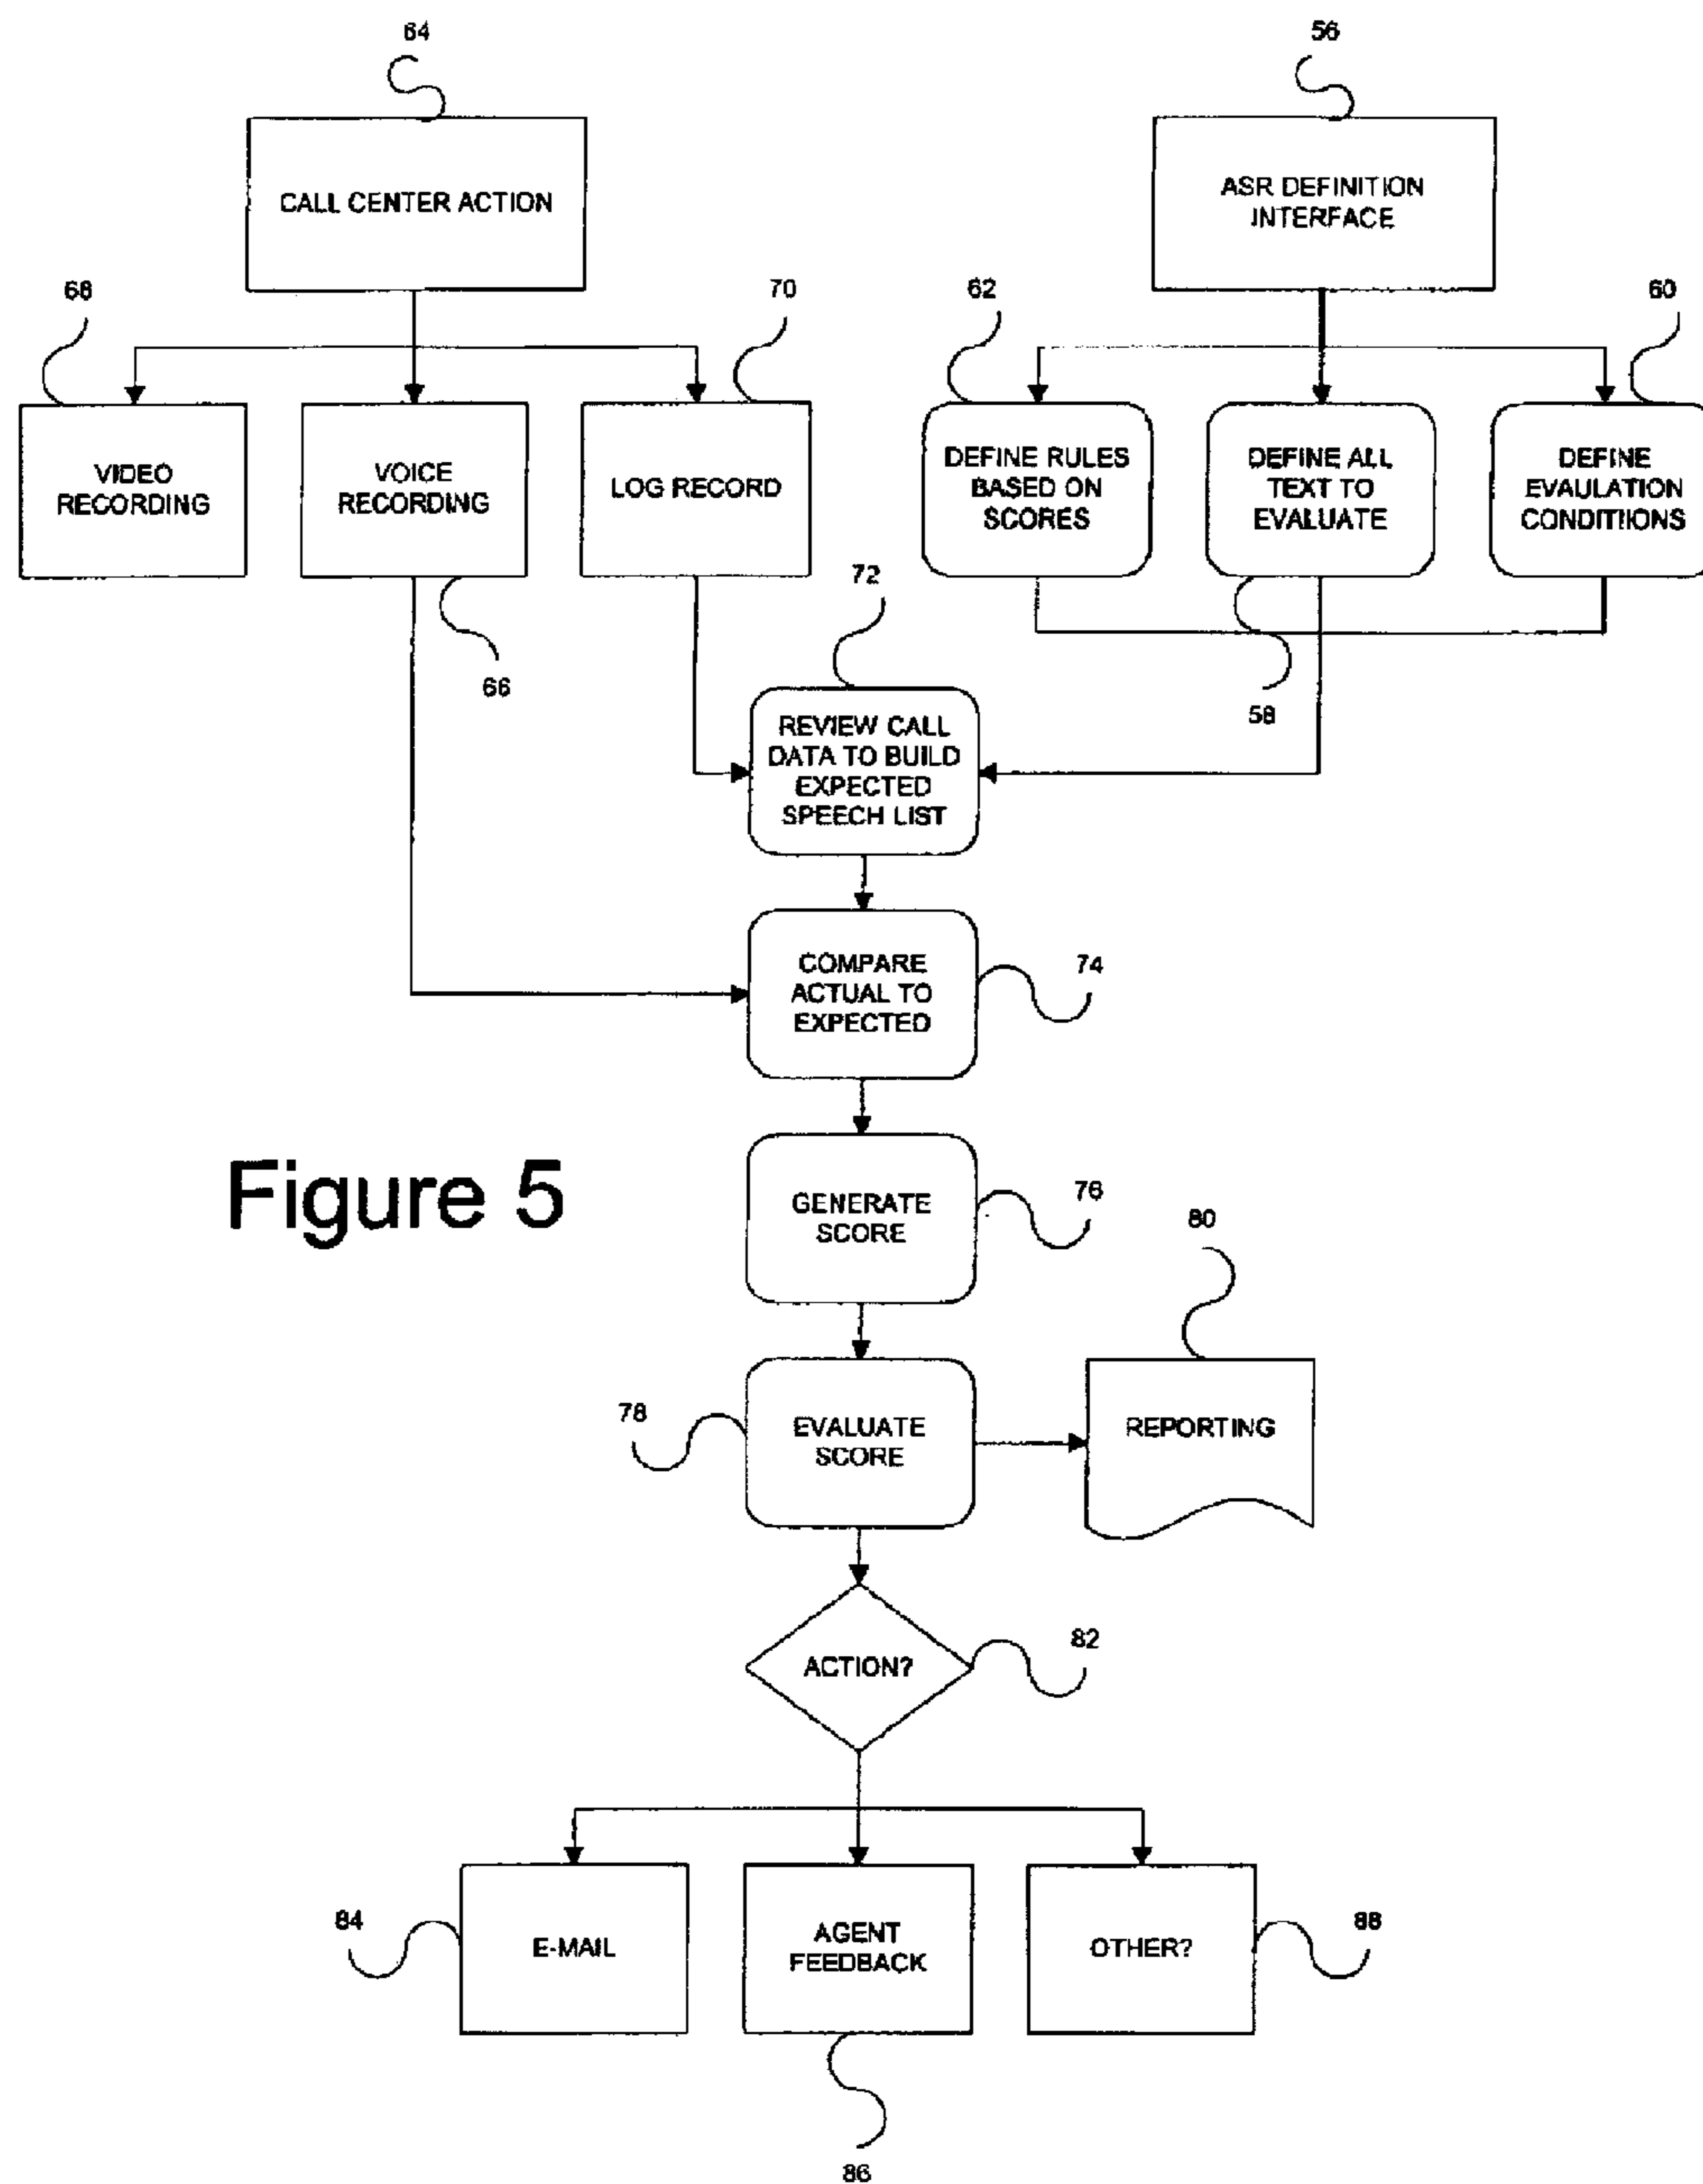 64
56
CALL CENTER ACTION
ASR DEFINITION
INTERFACE
68
70
62
60
VIDEO
RECORDING
VOICE
RECORDING
LOG RECORD
DEFINE RULES
BASED ON
SCORES
DEFINE ALL
TEXT TO
EVALUATE
DEFINE
EVAULATION
CONDITIONS
72
66
58
REVIEW CALL
DATA TO BUILD
EXPECTED
SPEECH LIST
COMPARE
ACTUAL TO
EXPECTED
74
Figure 5
GENERATE
SCORE
76
80
78
EVALUATE
SCORE
REPORTING
ACTION?
82
84
E-MAIL
AGENT
FEEDBACK
OTHER?
88
86